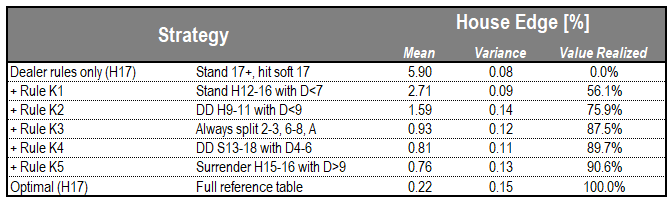 Strategy House Edge [%]
Mean Variance Value Realized
Dealer rules only (H17) Stand 17+, hit soft 17 5.90 0.08 0.0%
+ Rule K1 Stand H12-16 with D<7 2.71 0.09 56.1%
+ Rule K2 DD H9-11 with D<9 1.59 0.14 75.9%
+ Rule K3 Always split 2-3, 6-8, A 0.93 0.12 87.5%
+ Rule K4 DD S13-18 with D4-6 0.81 0.11 89.7%
+ Rule K5 Surrender H15-16 with D>9 0.76 0.13 90.6%
Optimal (H17) Full reference table 0.22 0.15 100.0%